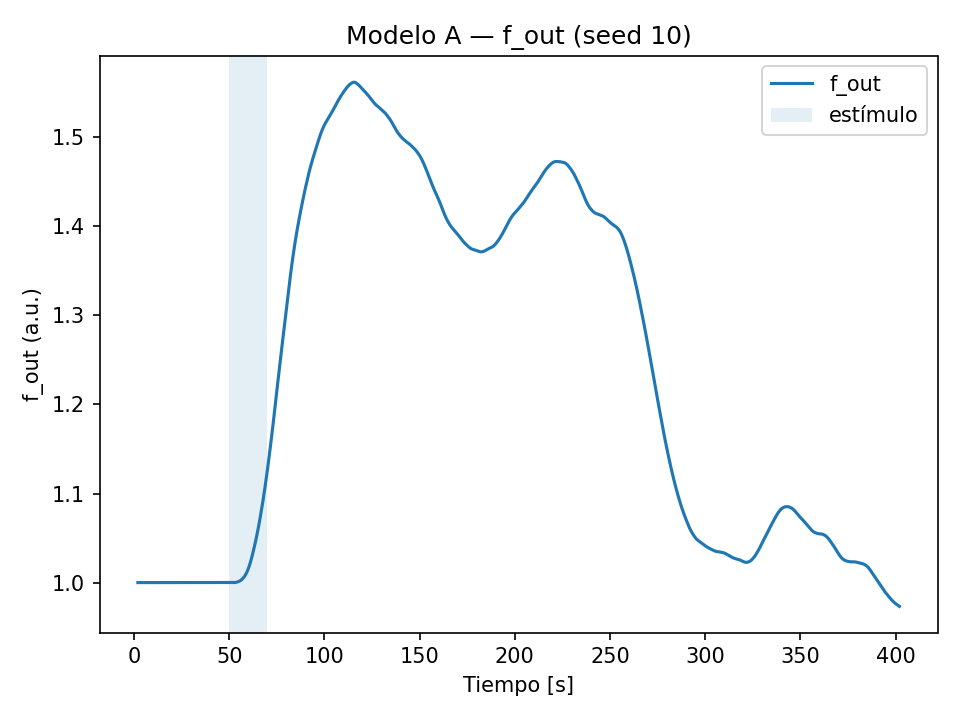 Modelo A — f_out (seed 10)
f_out
estímulo
1.5
1.4
1.3
1.2
1.1
1.0
f_out (a.u.)
0 50 100 150 200 250 300 350 400
Tiempo [s]